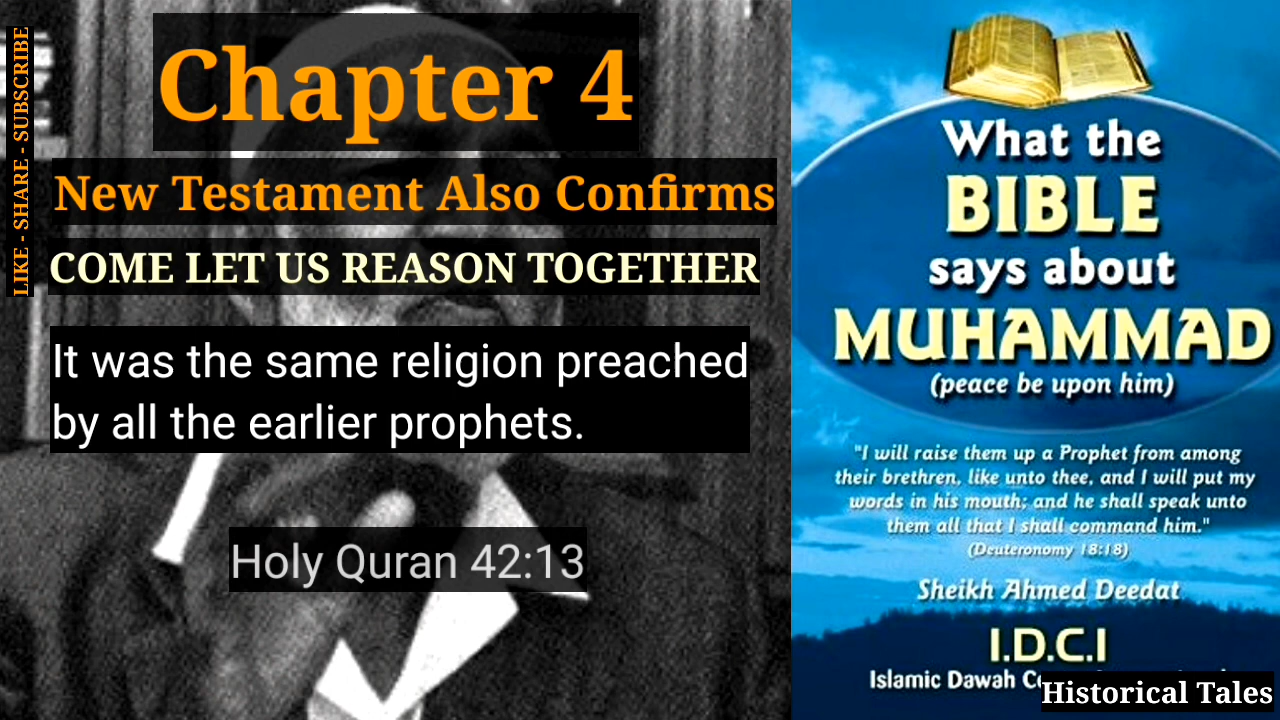 LIKE - SHARE - SUBSCRIBE
Chapter 4
New Testament Also Confirms
COME LET US REASON TOGETHER
It was the same religion preached
by all the earlier prophets.
Holy Quran 42:13
What the
BIBLE
says about
MUHAMMAD
(peace be upon him)
"I will raise them up a Prophet from among
their brethren, like unto thee, and I will put my
words in his mouth; and he shall speak unto
them all that I shall command him."
(Deuteronomy 18:18)
Sheikh Ahmed Deedat
I.D.C.I
Islamic Dawah
Historical Tales